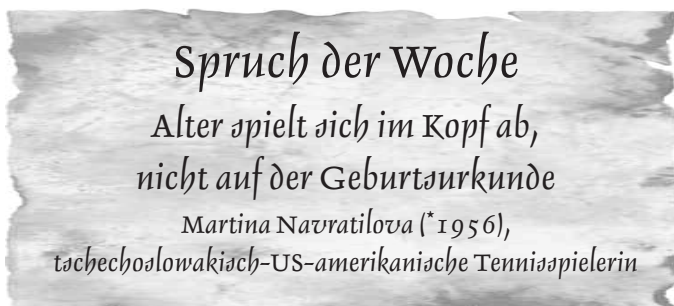 Spruch der Woche
Alter spielt sich im Kopf ab,
nicht auf der Geburtsurkunde
Martina Navratilova (*1956),
tschechoslowakisch-US-amerikanische Tennisspielerin